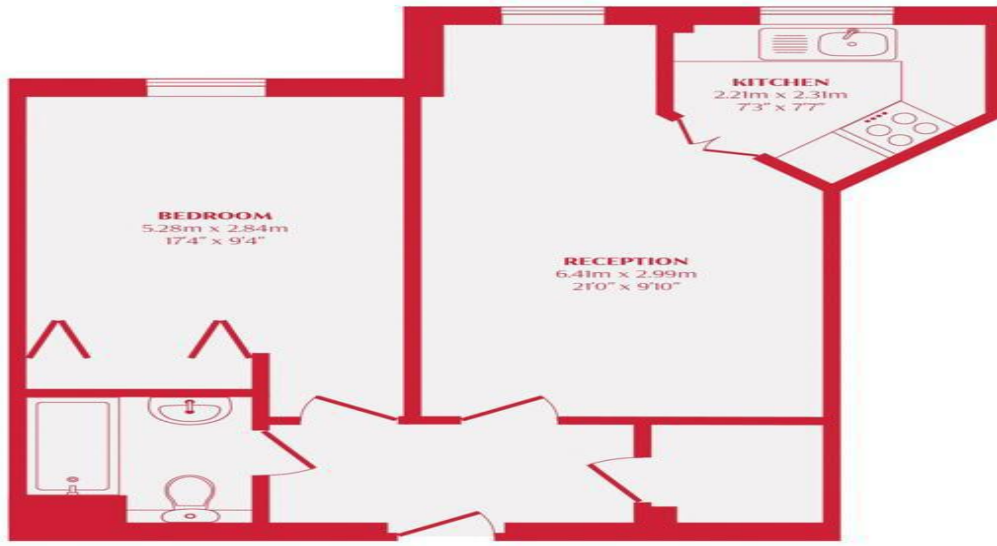 KITCHEN
2.21m x 2.31m
7'3" x 7'7"
BEDROOM
5.28m x 2.84m
17'4" x 9'4"
RECEPTION
6.41m x 2.99m
21'0" x 9'10"